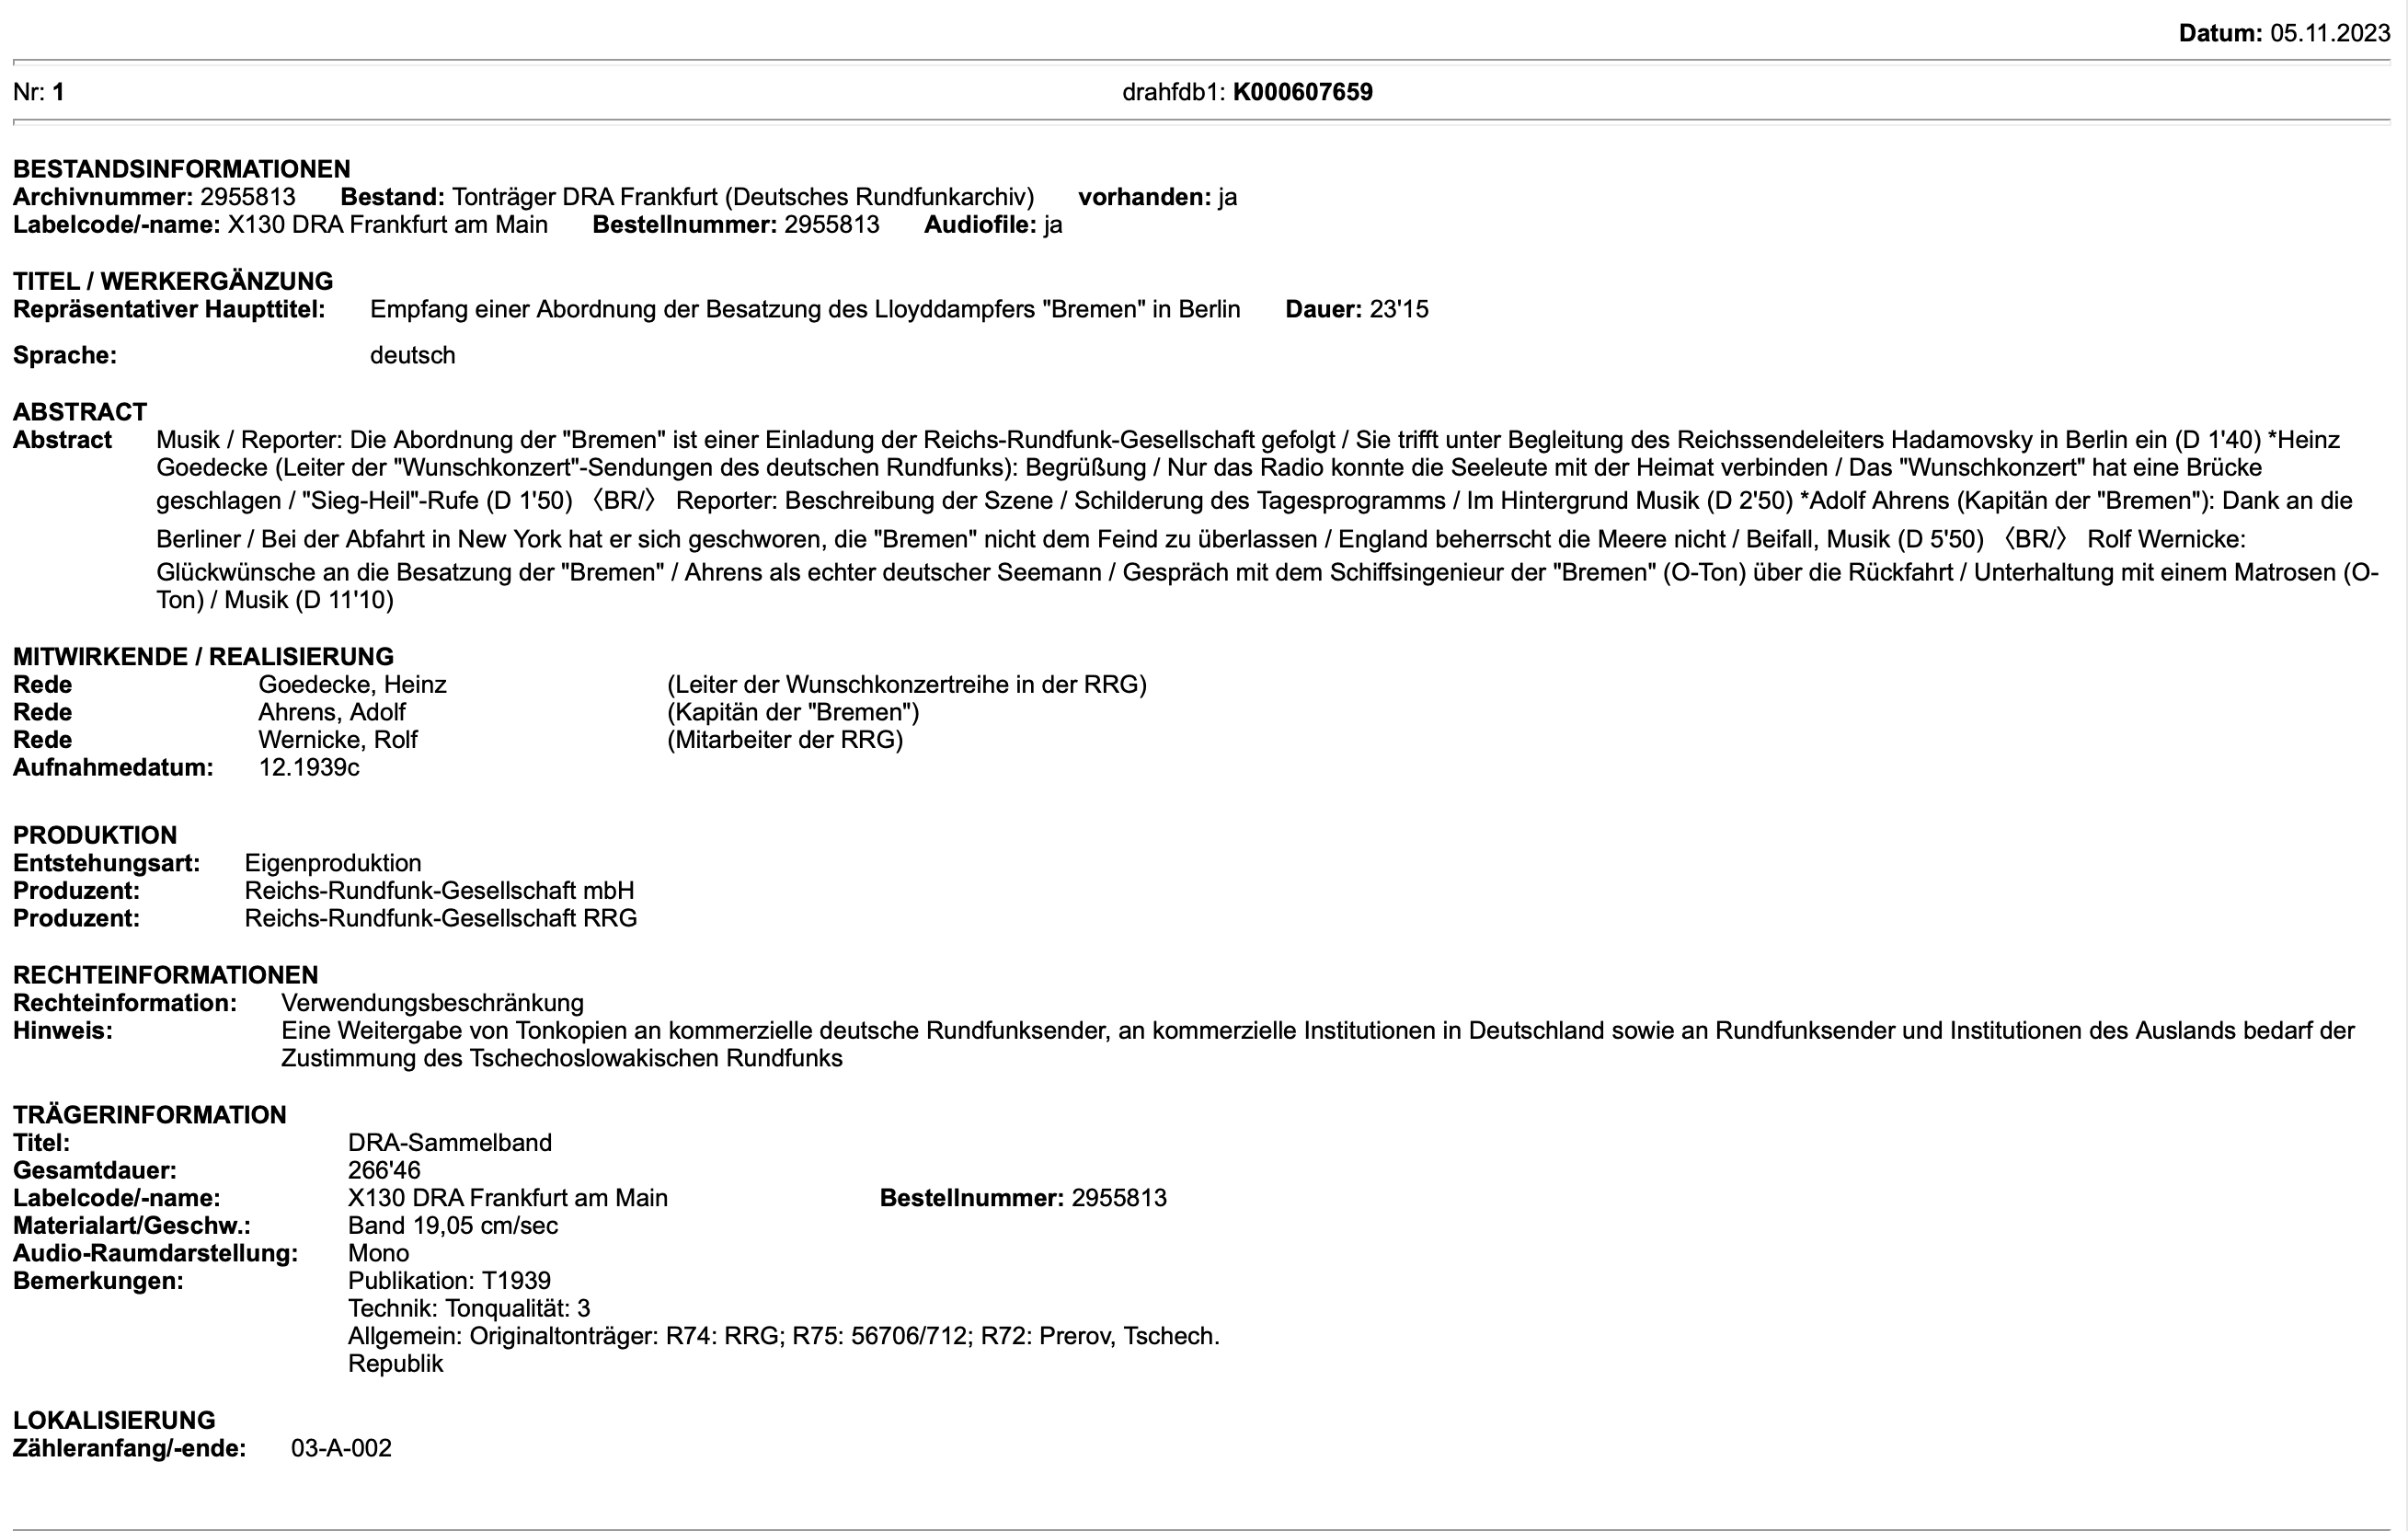 Datum: 05.11.2023
Nr: 1 drahfdb1: K000607659
BESTANDSINFORMATIONEN
Archivnummer: 2955813 Bestand: Tonträger DRA Frankfurt (Deutsches Rundfunkarchiv) vorhanden: ja
Labelcode/-name: X130 DRA Frankfurt am Main Bestellnummer: 2955813 Audiofile: ja
TITEL / WERKERGÄNZUNG
Repräsentativer Haupttitel: Empfang einer Abordnung der Besatzung des Lloyddampfers "Bremen" in Berlin Dauer: 23'15
Sprache: deutsch
ABSTRACT
Abstract Musik / Reporter: Die Abordnung der "Bremen" ist einer Einladung der Reichs-Rundfunk-Gesellschaft gefolgt / Sie trifft unter Begleitung des Reichssendeleiters Hadamovsky in Berlin ein (D 1'40) *Heinz
Goedecke (Leiter der "Wunschkonzert"-Sendungen des deutschen Rundfunks): Begrüßung / Nur das Radio konnte die Seeleute mit der Heimat verbinden / Das "Wunschkonzert" hat eine Brücke
geschlagen / "Sieg-Heil"-Rufe (D 1'50) 〈BR/〉 Reporter: Beschreibung der Szene / Schilderung des Tagesprogramms / Im Hintergrund Musik (D 2'50) *Adolf Ahrens (Kapitän der "Bremen"): Dank an die
Berliner / Bei der Abfahrt in New York hat er sich geschworen, die "Bremen" nicht dem Feind zu überlassen / England beherrscht die Meere nicht / Beifall, Musik (D 5'50) 〈BR/〉 Rolf Wernicke:
Glückwünsche an die Besatzung der "Bremen" / Ahrens als echter deutscher Seemann / Gespräch mit dem Schiffsingenieur der "Bremen" (O-Ton) über die Rückfahrt / Unterhaltung mit einem Matrosen (O-
Ton) / Musik (D 11'10)
MITWIRKENDE / REALISIERUNG
Rede Goedecke, Heinz (Leiter der Wunschkonzertreihe in der RRG)
Rede Ahrens, Adolf (Kapitän der "Bremen")
Rede Wernicke, Rolf (Mitarbeiter der RRG)
Aufnahmedatum: 12.1939c
PRODUKTION
Entstehungsart: Eigenproduktion
Produzent: Reichs-Rundfunk-Gesellschaft mbH
Produzent: Reichs-Rundfunk-Gesellschaft RRG
RECHTEINFORMATIONEN
Rechteinformation: Verwendungsbeschränkung
Hinweis: Eine Weitergabe von Tonkopien an kommerzielle deutsche Rundfunksender, an kommerzielle Institutionen in Deutschland sowie an Rundfunksender und Institutionen des Auslands bedarf der
Zustimmung des Tschechoslowakischen Rundfunks
TRÄGERINFORMATION
Titel: DRA-Sammelband
Gesamtdauer: 266'46
Labelcode/-name: X130 DRA Frankfurt am Main Bestellnummer: 2955813
Materialart/Geschw.: Band 19,05 cm/sec
Audio-Raumdarstellung: Mono
Bemerkungen: Publikation: T1939
Technik: Tonqualität: 3
Allgemein: Originaltonträger: R74: RRG; R75: 56706/712; R72: Prerov, Tschech.
Republik
LOKALISIERUNG
Zähleranfang/-ende: 03-A-002